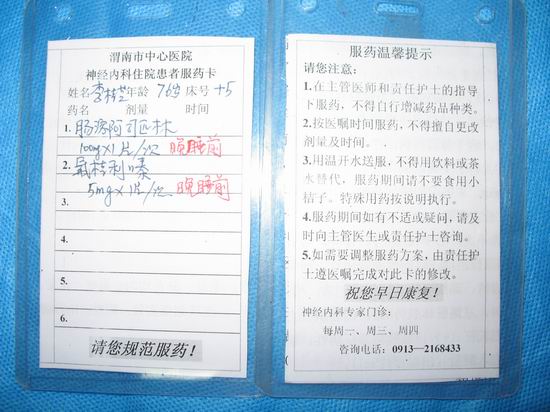 渭南市中心医院
神经内科住院患者服药卡
姓名 李桂芝 年龄 76岁 床号 +5
药名 剂量 时间
1. 肠溶阿司匹林
100mg×1片/次 晚睡前
2. 氟桂利嗪
5mg×1片/次 晚睡前
3.
4.
5.
6.
请您规范服药!
服药温馨提示
请您注意:
1.在主管医师和责任护士的指导
下服药,不得自行增减药品种类。
2.按医嘱时间服药,不得擅自更改
剂量及时间。
3.用温开水送服,不得用饮料或茶
水替代,服药期间请不要食用小
桔子。特殊用药按说明执行。
4.服药期间如有不适或疑问,请及
时向主管医生或责任护士咨询。
5.如需要调整服药方案,由责任护
士遵医嘱完成对此卡的修改。
祝您早日康复!
神经内科专家门诊:
每周一、周三、周四
咨询电话:0913—2168433